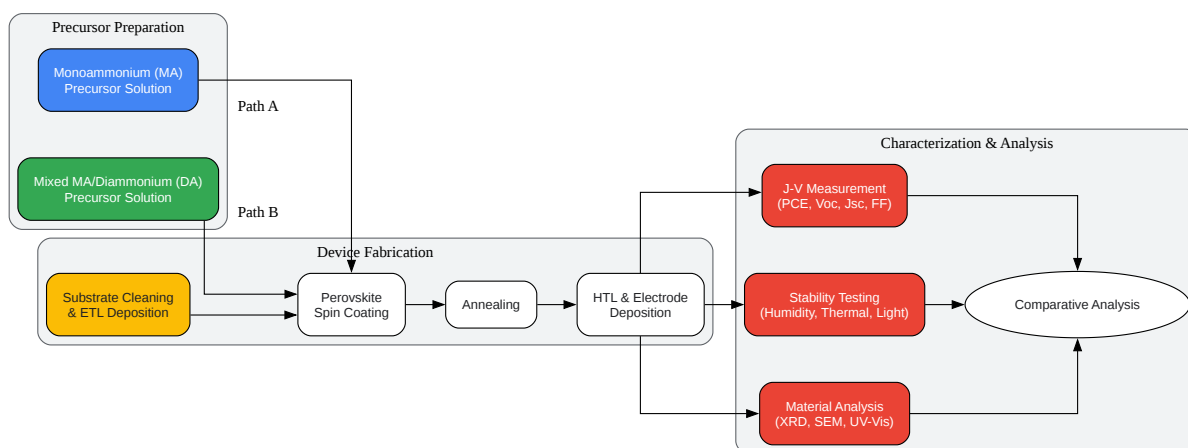 Precursor Preparation
Monoammonium (MA)
Precursor Solution
Path A
Mixed MA/Diammonium (DA)
Precursor Solution
Path B
Device Fabrication
Substrate Cleaning
& ETL Deposition
Perovskite
Spin Coating
Annealing
HTL & Electrode
Deposition
Characterization & Analysis
J-V Measurement
(PCE, Voc, Jsc, FF)
Stability Testing
(Humidity, Thermal, Light)
Material Analysis
(XRD, SEM, UV-Vis)
Comparative Analysis